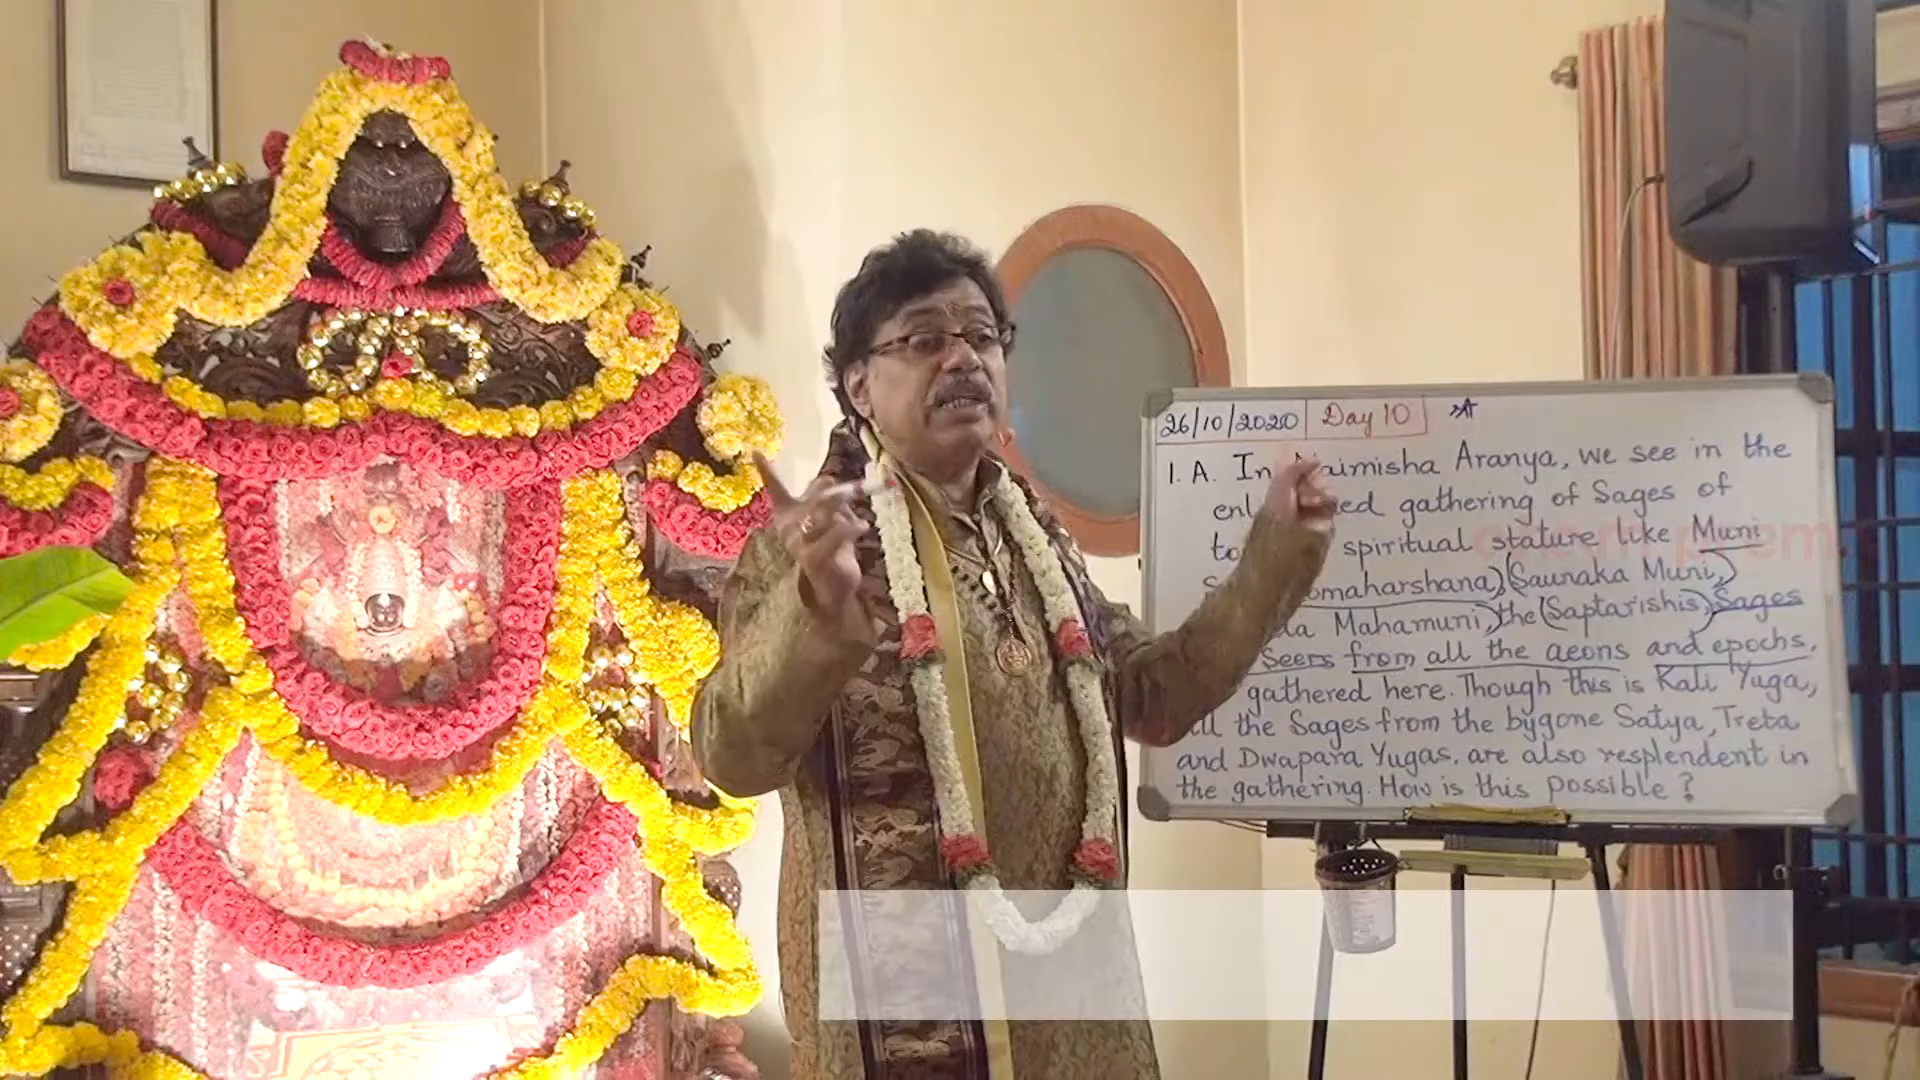 26/10/2020 Day 10 श्री
1. A. In Naimisha Aranya, we see in the
gathering of Sages of
spiritual stature like Muni
omaharshana, (Saunaka Muni,)
Mahamuni,) the (Saptarishis), Sages
Seers from all the aeons and epochs,
gathered here. Though this is Kali Yuga,
the Sages from the bygone Satya, Treta
and Dwapara Yugas, are also resplendent in
the gathering. How is this possible?